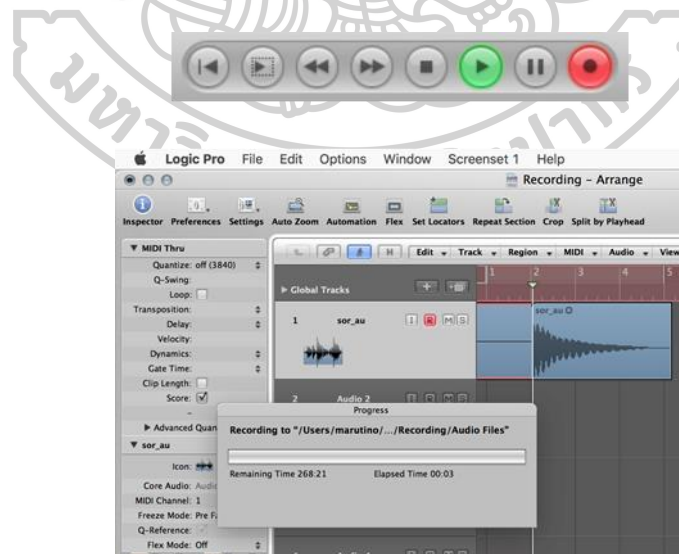 Logic Pro File Edit Options Window Screenset 1 Help
Recording – Arrange
Inspector Preferences Settings Auto Zoom Automation Flex Set Locators Repeat Section Crop Split by Playhead
MIDI Thru
H Edit Track Region MIDI Audio View
Quantize: off (3840)
Q-Swing:
Loop:
Global Tracks
1 2 3 4 5
Transposition:
Delay:
Velocity:
Dynamics:
Gate Time:
Clip Length:
Score:
Advanced Quan
1 sor_au I R M S
sor_au O
2 Audio 2 I R M S
Progress
Recording to "/Users/marutino/.../Recording/Audio Files"
Remaining Time 268:21 Elapsed Time 00:03
sor_au
Icon:
Core Audio: Audio
MIDI Channel: 1
Freeze Mode: Pre F
Q-Reference:
Flex Mode: Off